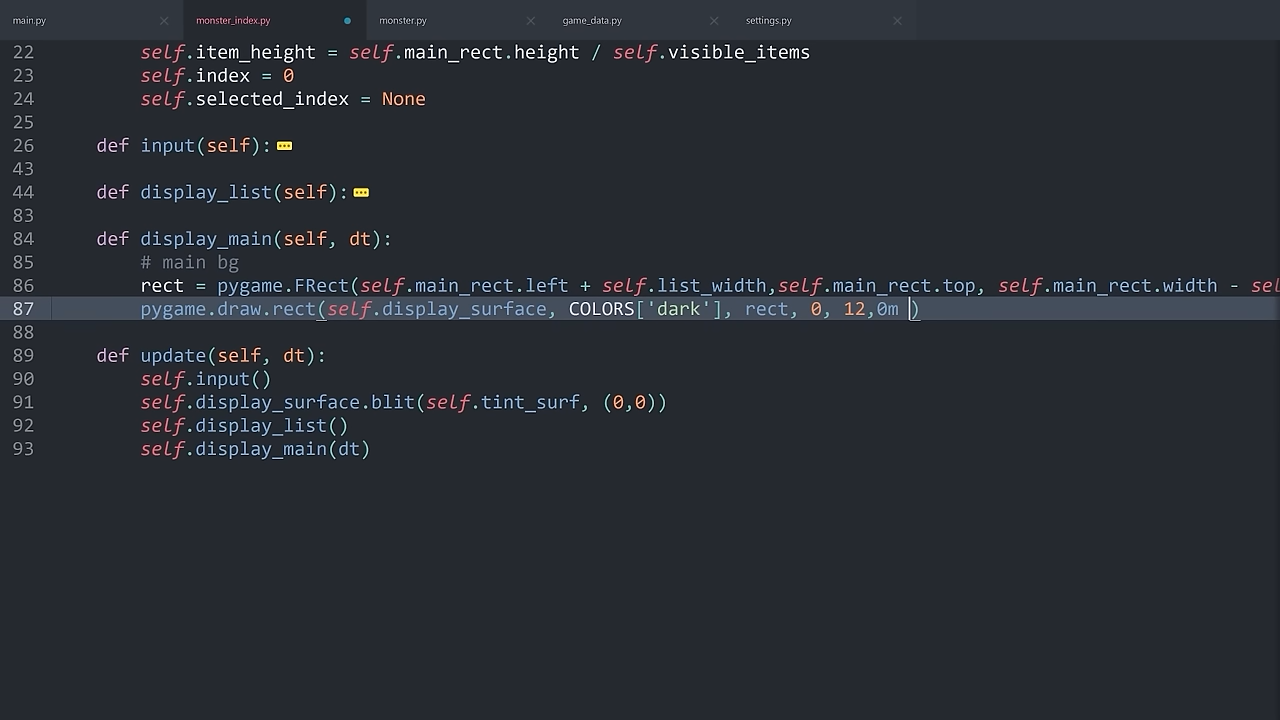 main.py
monster_index.py
monster.py
game_data.py
settings.py
22 self.item_height = self.main_rect.height / self.visible_items
23 self.index = 0
24 self.selected_index = None
25
26 def input(self):
43
44 def display_list(self):
83
84 def display_main(self, dt):
85 # main bg
86 rect = pygame.FRect(self.main_rect.left + self.list_width,self.main_rect.top, self.main_rect.width - sel
87 pygame.draw.rect(self.display_surface, COLORS['dark'], rect, 0, 12,0m )
88
89 def update(self, dt):
90 self.input()
91 self.display_surface.blit(self.tint_surf, (0,0))
92 self.display_list()
93 self.display_main(dt)